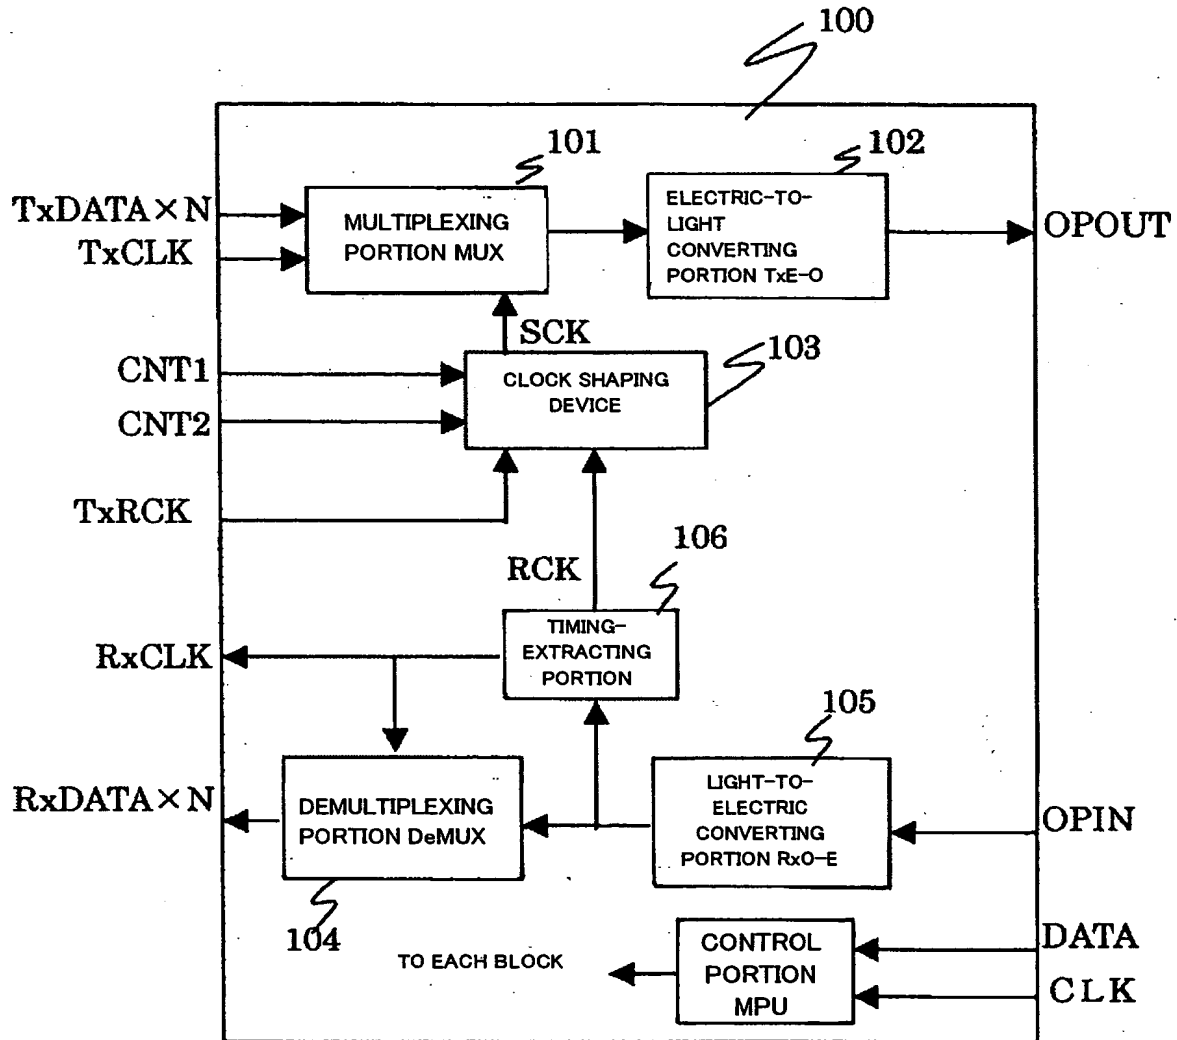 100
101
102
TxDATA×N
TxCLK
MULTIPLEXING
PORTION MUX
ELECTRIC-TO-
LIGHT
CONVERTING
PORTION TxE-O
OPOUT
SCK
103
CNT1
CNT2
CLOCK SHAPING
DEVICE
TxRCK
106
RCK
TIMING-
EXTRACTING
PORTION
RxCLK
105
RxDATA×N
DEMULTIPLEXING
PORTION DeMUX
LIGHT-TO-
ELECTRIC
CONVERTING
PORTION RxO-E
OPIN
104
TO EACH BLOCK
CONTROL
PORTION
MPU
DATA
CLK